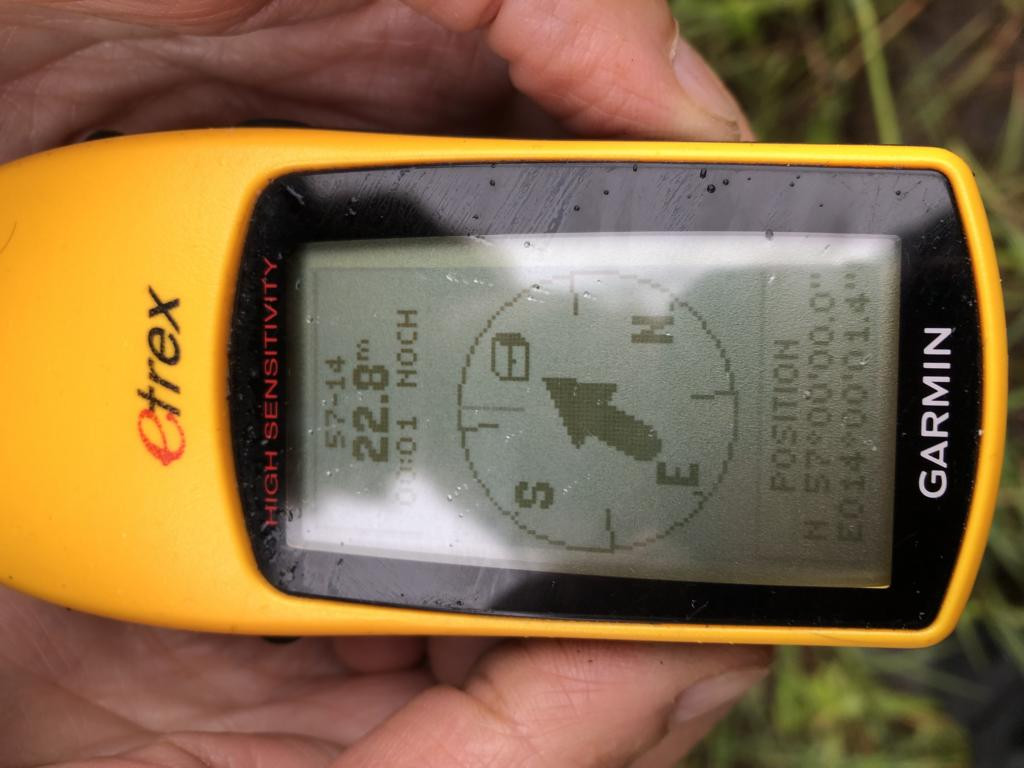 etrex
HIGH SENSITIVITY
57-14
22.8m
00:01 NOCH
N
W
S
E
POSITION
N 57°00'00.0"
E014°00'01.4"
GARMIN